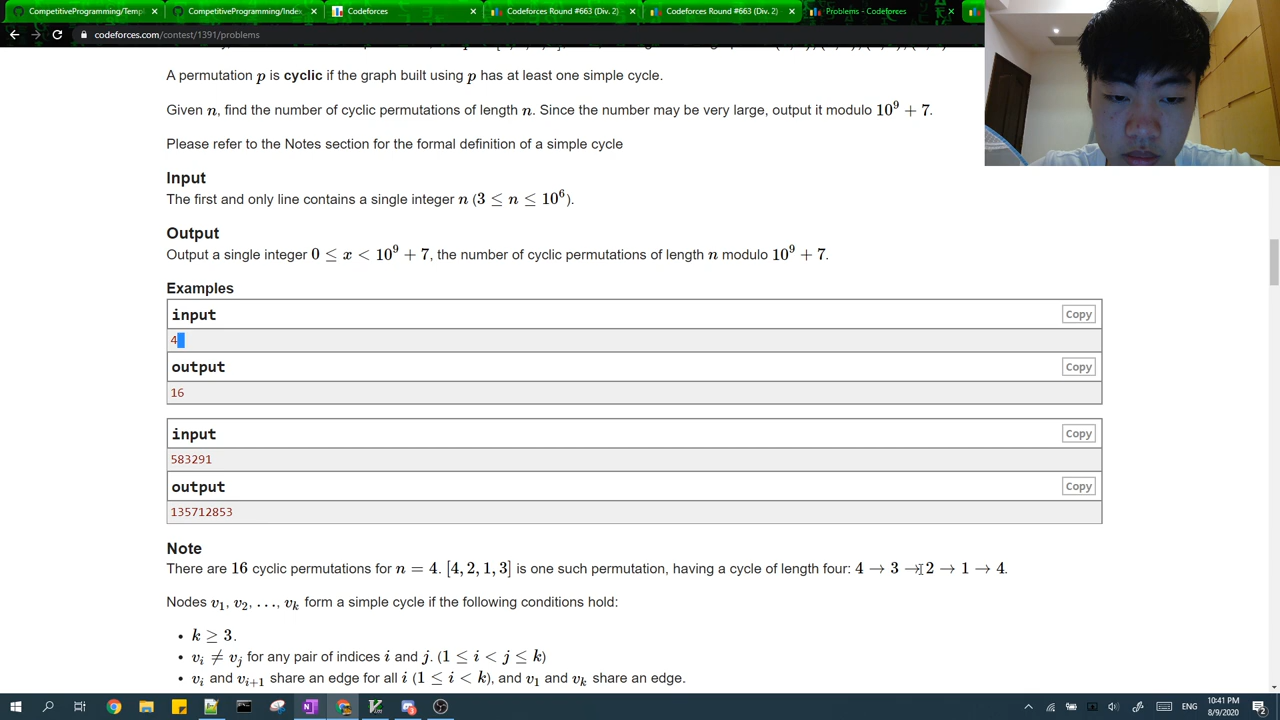 CompetitiveProgramming/Temp
CompetitiveProgramming/Index
Codeforces
Codeforces Round #663 (Div. 2)
Codeforces Round #663 (Div. 2)
Problems - Codeforces
codeforces.com/contest/1391/problems
A permutation p is cyclic if the graph built using p has at least one simple cycle.
Given n, find the number of cyclic permutations of length n. Since the number may be very large, output it modulo 10^9 + 7.
Please refer to the Notes section for the formal definition of a simple cycle
Input
The first and only line contains a single integer n (3 ≤ n ≤ 10^6).
Output
Output a single integer 0 ≤ x < 10^9 + 7, the number of cyclic permutations of length n modulo 10^9 + 7.
Examples
input
Copy
4
output
Copy
16
input
Copy
583291
output
Copy
135712853
Note
There are 16 cyclic permutations for n = 4. [4, 2, 1, 3] is one such permutation, having a cycle of length four: 4 → 3 → 2 → 1 → 4.
Nodes v1, v2, …, vk form a simple cycle if the following conditions hold:
• k ≥ 3.
• vi ≠ vj for any pair of indices i and j. (1 ≤ i < j ≤ k)
• vi and vi+1 share an edge for all i (1 ≤ i < k), and v1 and vk share an edge.
10:41 PM
8/9/2020
2